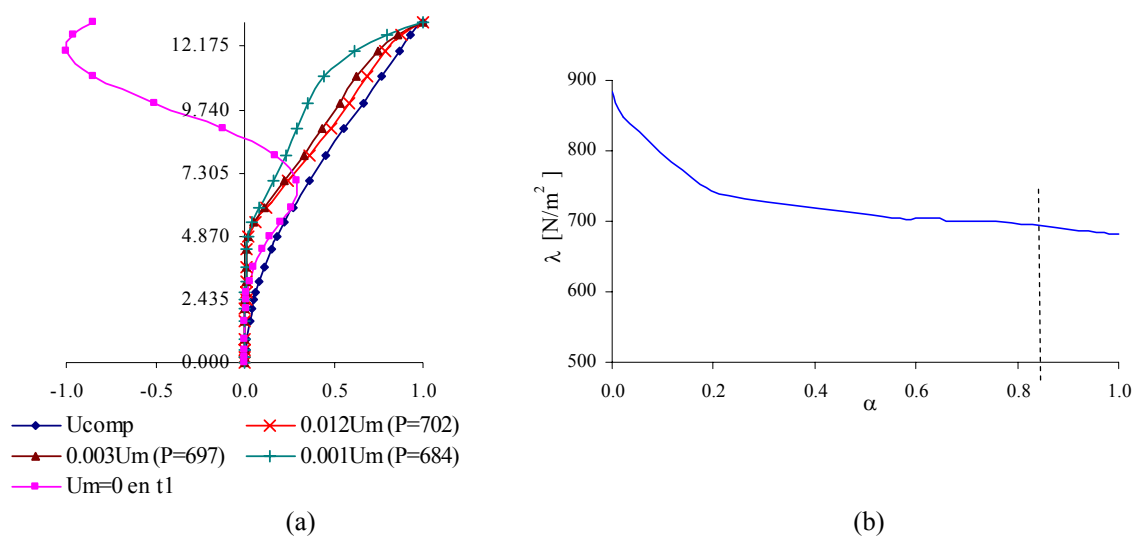 12.175
9.740
7.305
4.870
2.435
0.000
-1.0 -0.5 0.0 0.5 1.0
Ucomp 0.012Um (P=702)
0.003Um (P=697) 0.001Um (P=684)
Um=0 en t1
(a)
900
800
700
600
500
λ [N/m²]
0.0 0.2 0.4 0.6 0.8 1.0
α
(b)